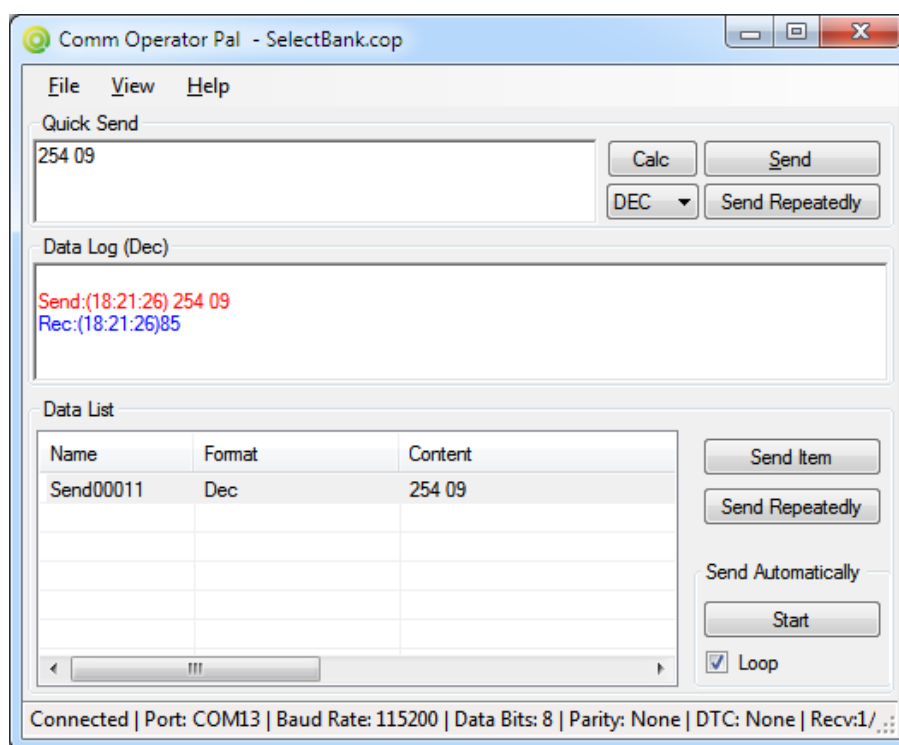 Comm Operator Pal - SelectBank.cop
File View Help
Quick Send
254 09
Calc Send
DEC Send Repeatedly
Data Log (Dec)
Send:(18:21:26) 254 09
Rec:(18:21:26)85
Data List
Name Format Content
Send00011 Dec 254 09
Send Item
Send Repeatedly
Send Automatically
Start
Loop
Connected | Port: COM13 | Baud Rate: 115200 | Data Bits: 8 | Parity: None | DTC: None | Recv:1/